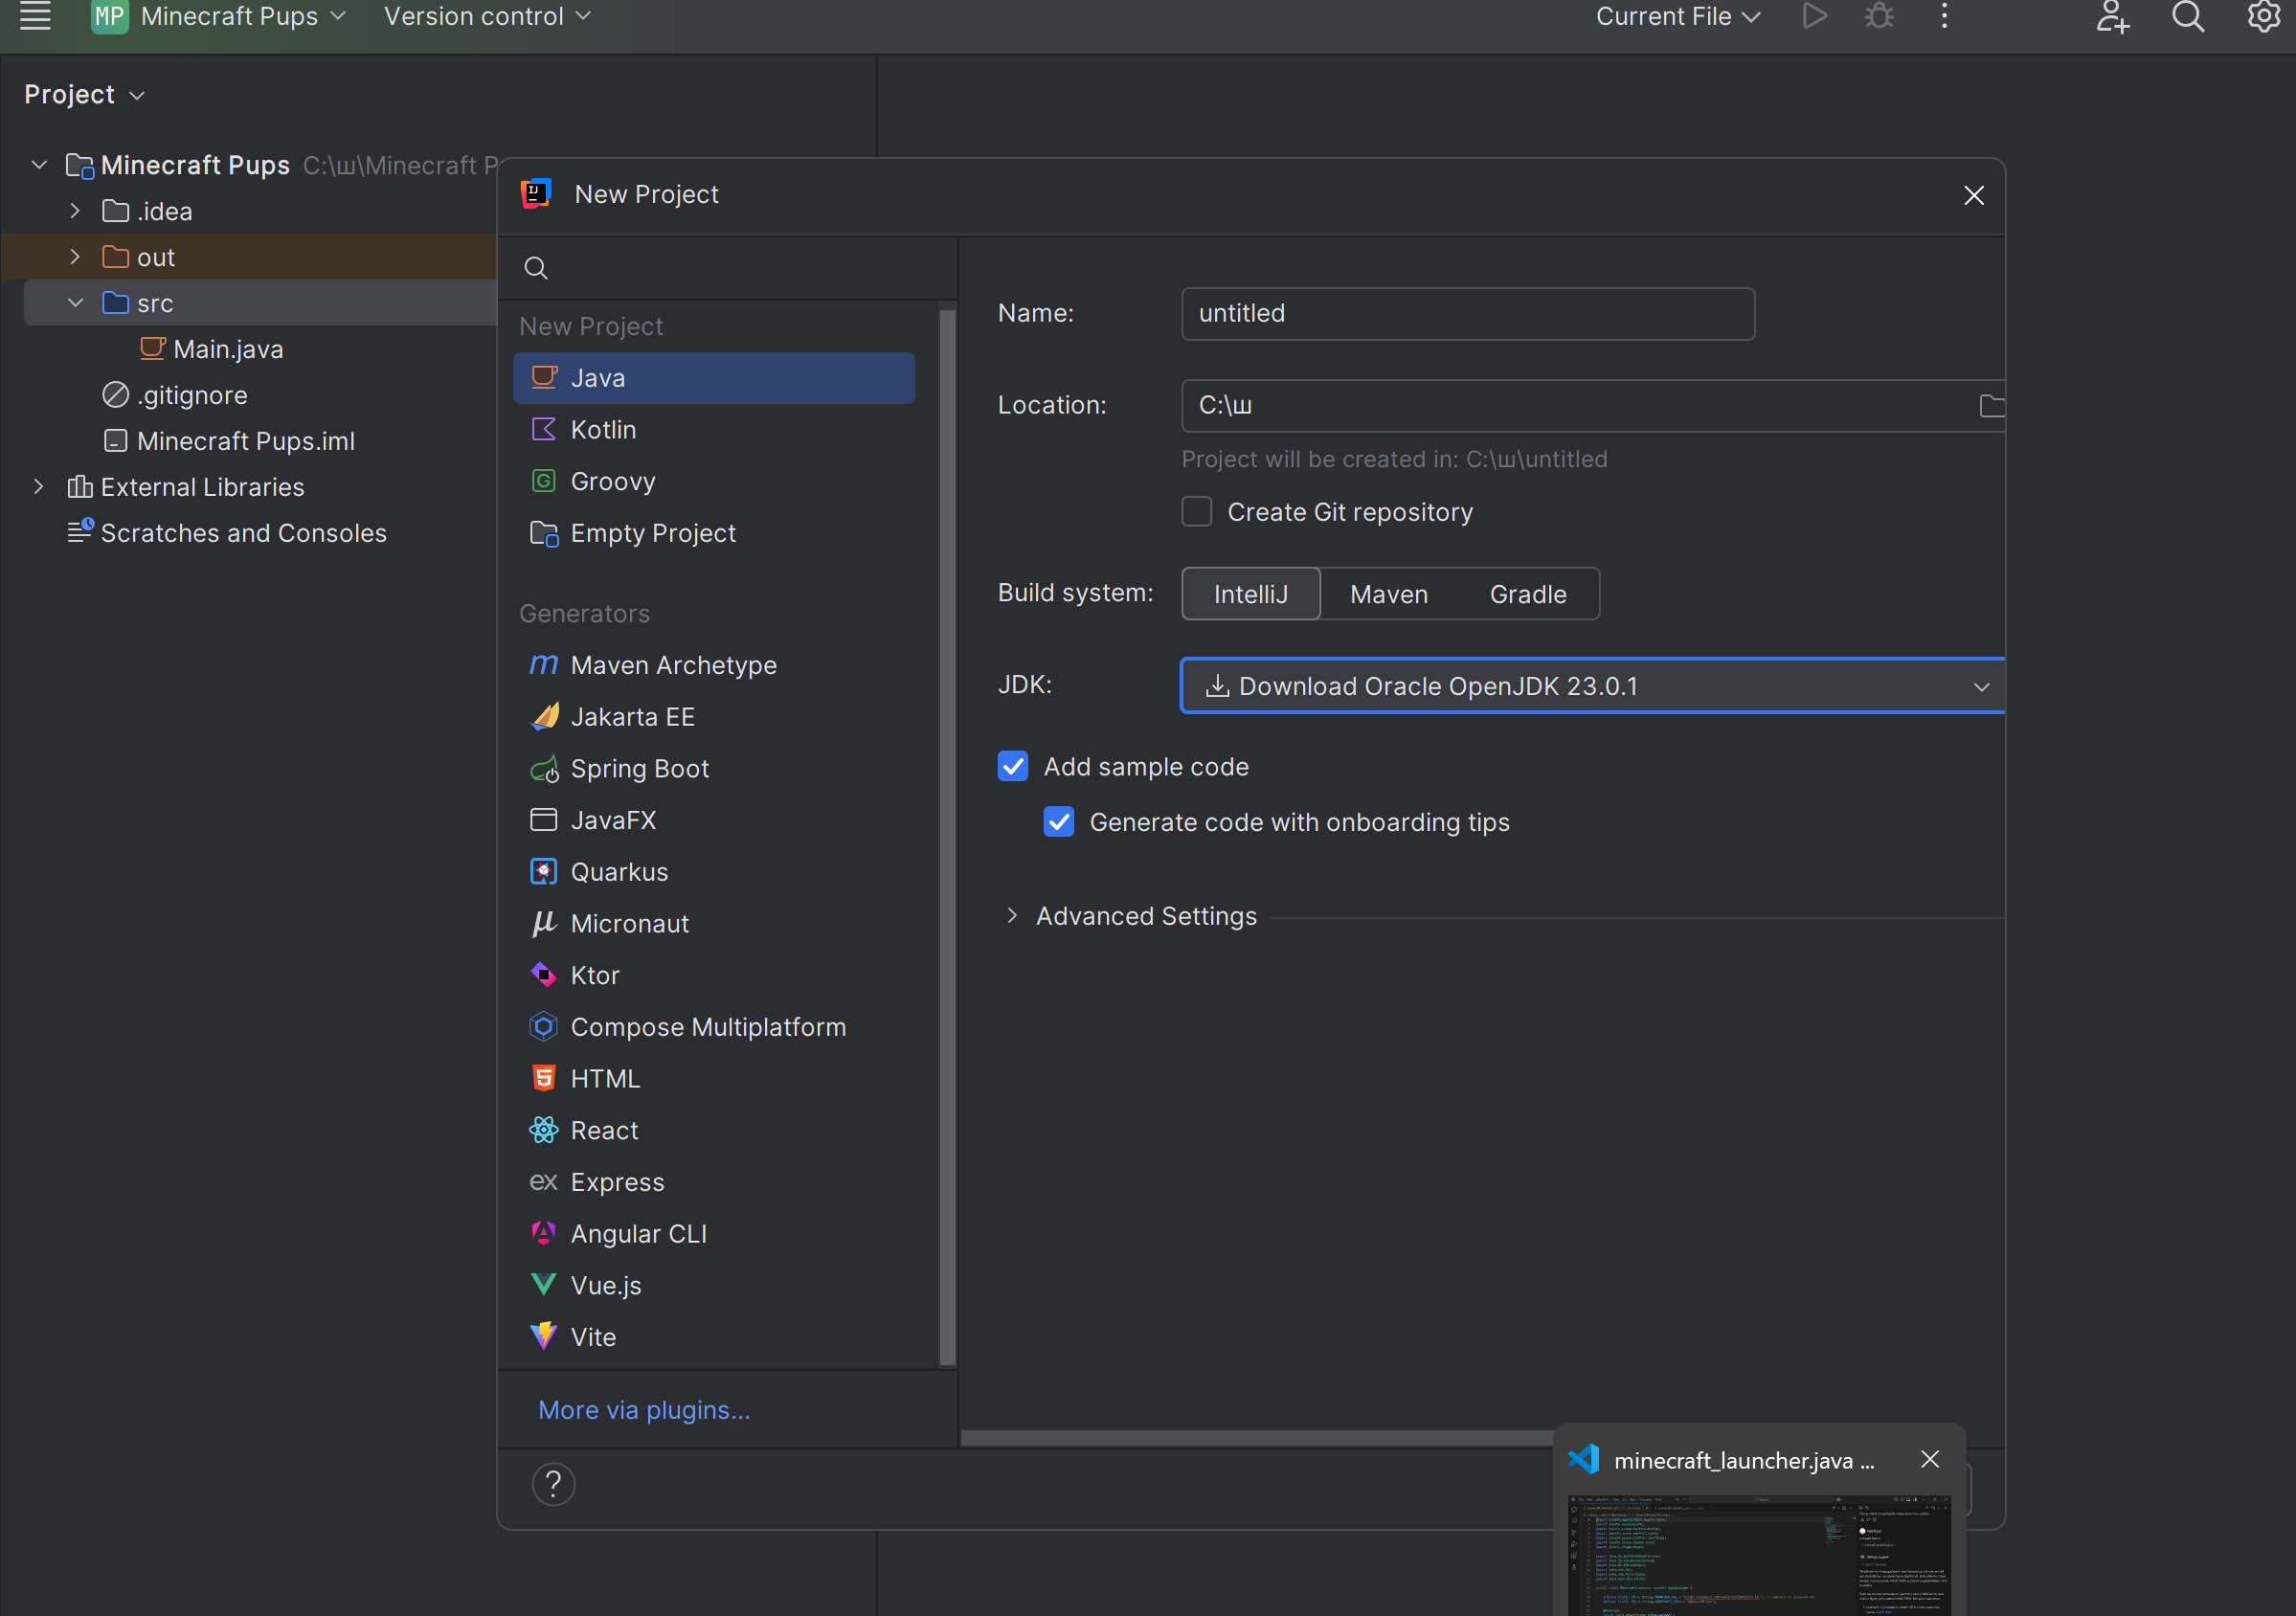 MP Minecraft Pups Version control Current File
Project
Minecraft Pups C:\ш\Minecraft P
.idea
out
src
Main.java
.gitignore
Minecraft Pups.iml
External Libraries
Scratches and Consoles
New Project
New Project
Java
Kotlin
Groovy
Empty Project
Generators
Maven Archetype
Jakarta EE
Spring Boot
JavaFX
Quarkus
Micronaut
Ktor
Compose Multiplatform
HTML
React
Express
Angular CLI
Vue.js
Vite
More via plugins...
Name: untitled
Location: C:\ш
Project will be created in: C:\ш\untitled
Create Git repository
Build system: IntelliJ Maven Gradle
JDK: Download Oracle OpenJDK 23.0.1
Add sample code
Generate code with onboarding tips
Advanced Settings
minecraft_launcher.java ...